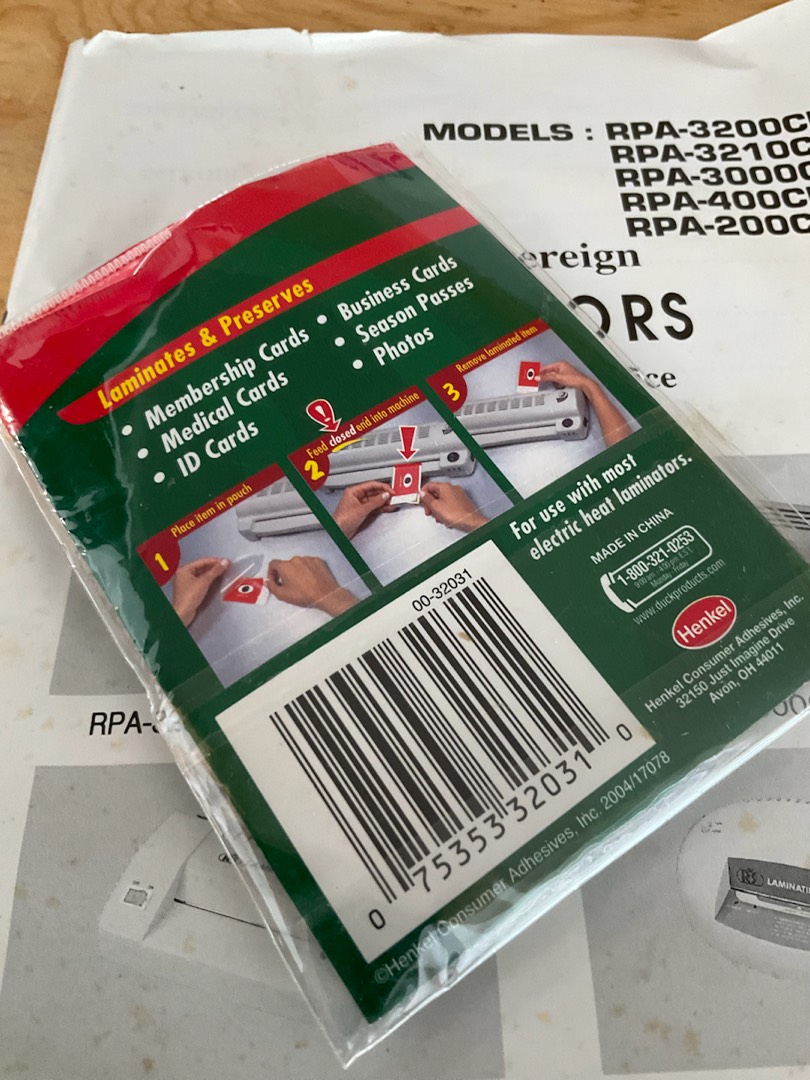 MODELS : RPA-3200C
RPA-3210C
RPA-3000
RPA-400C
RPA-200C
ereign
ORS
ice
Laminates & Preserves
• Membership Cards
• Medical Cards
• ID Cards
• Business Cards
• Season Passes
• Photos
1 Place item in pouch
2 Feed closed end into machine
3 Remove laminated item
For use with most
electric heat laminators.
MADE IN CHINA
1-800-321-0253
Monday-Friday
www.duckproducts.com
Henkel
Henkel Consumer Adhesives, Inc.
32150 Just Imagine Drive
Avon, OH 44011
00-32031
0 75353 32031 0
©Henkel Consumer Adhesives, Inc. 2004/17078
RPA-3
LAMINATI